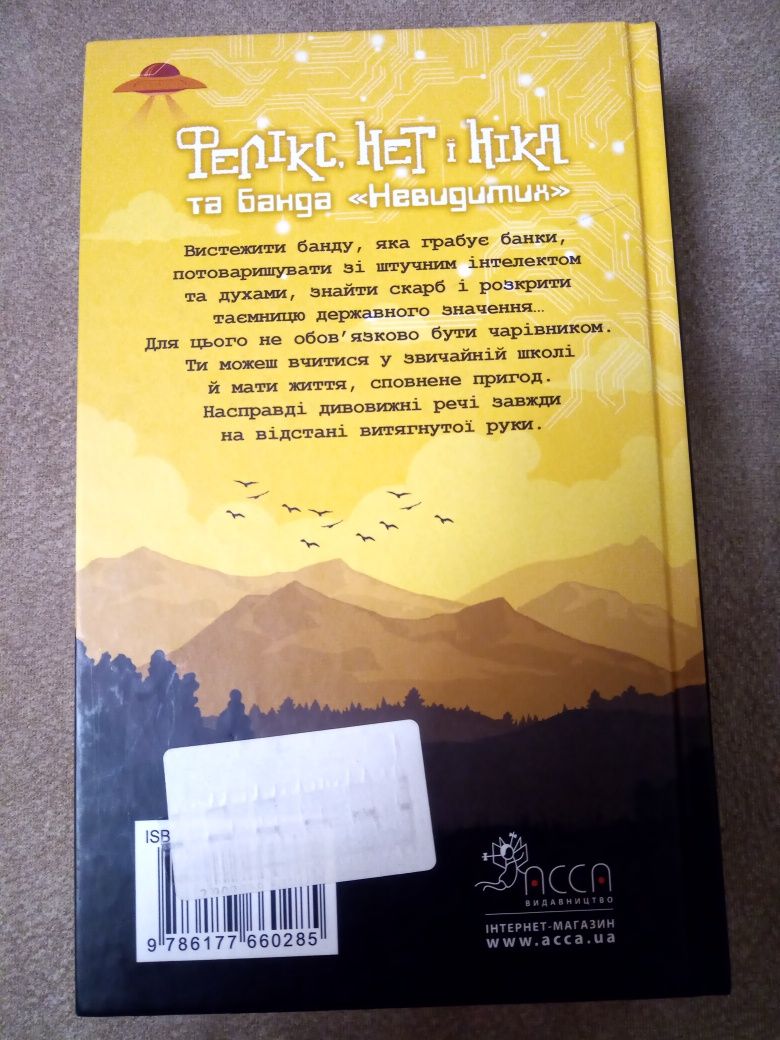 Фелікс, Нет і Ніка
та банда «Невидимих»
Вистежити банду, яка грабує банки,
потоваришувати зі штучним інтелектом
та духами, знайти скарб і розкрити
таємницю державного значення…
Для цього не обов’язково бути чарівником.
Ти можеш вчитися у звичайній школі
й мати життя, сповнене пригод.
Насправді дивовижні речі завжди
на відстані витягнутої руки.
ISB
9 786177 660285
АССА
ВИДАВНИЦТВО
ІНТЕРНЕТ-МАГАЗИН
www.acca.ua